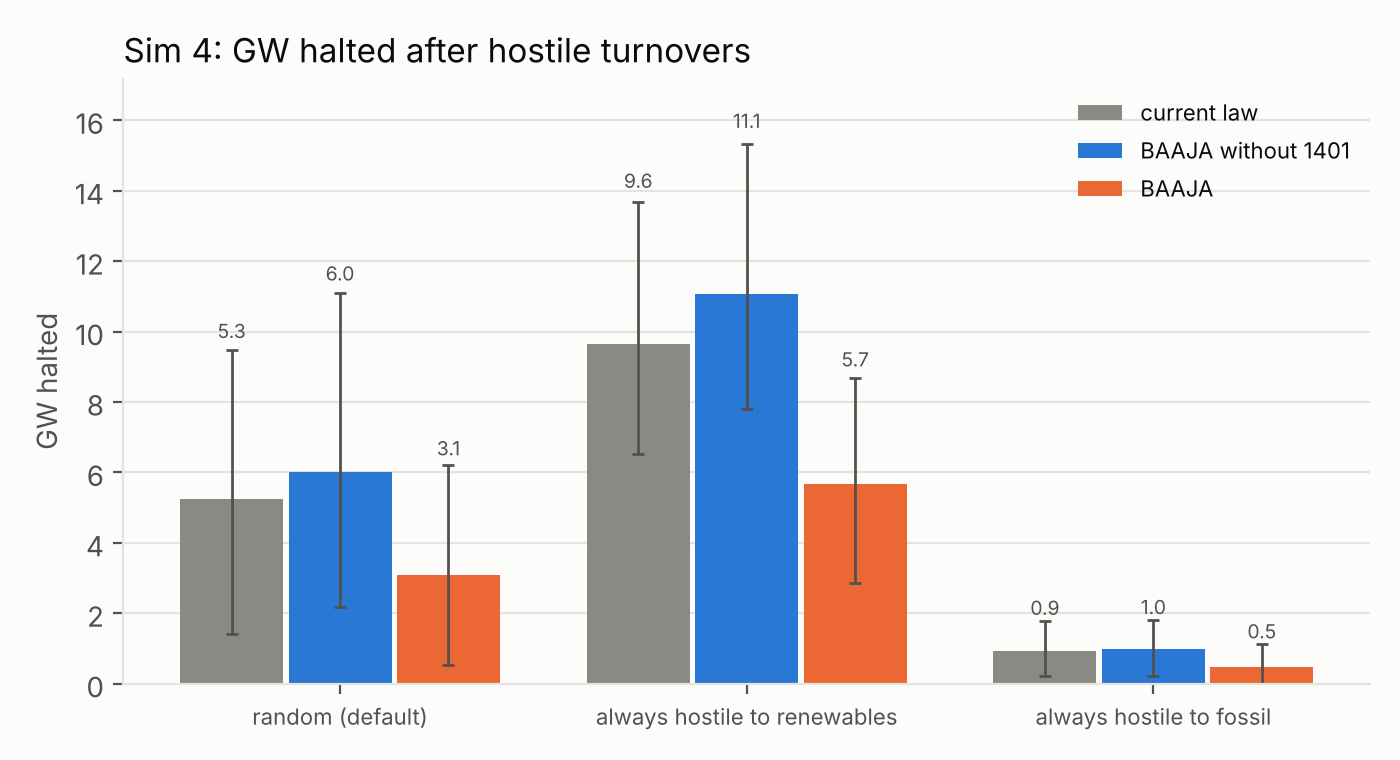 Sim 4: GW halted after hostile turnovers
current law
BAAJA without 1401
BAAJA
GW halted
16
14
12
10
8
6
4
2
0
5.3
6.0
3.1
9.6
11.1
5.7
0.9
1.0
0.5
random (default)
always hostile to renewables
always hostile to fossil